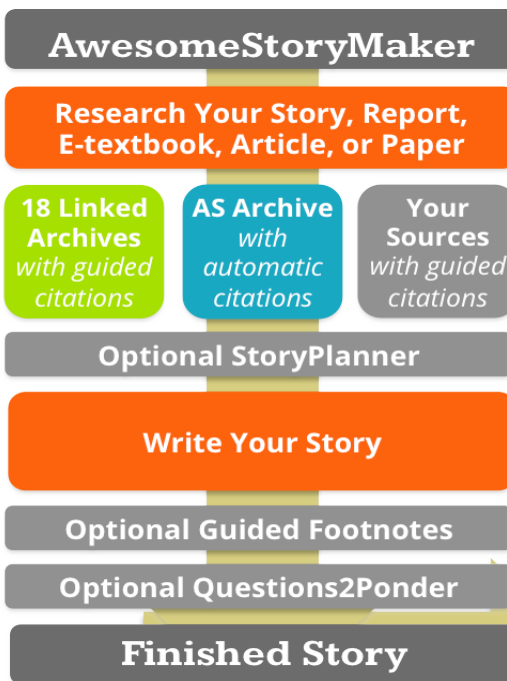 AwesomeStoryMaker
Research Your Story, Report,
E-textbook, Article, or Paper
18 Linked
Archives
with guided
citations
AS Archive
with
automatic
citations
Your
Sources
with guided
citations
Optional StoryPlanner
Write Your Story
Optional Guided Footnotes
Optional Questions2Ponder
Finished Story